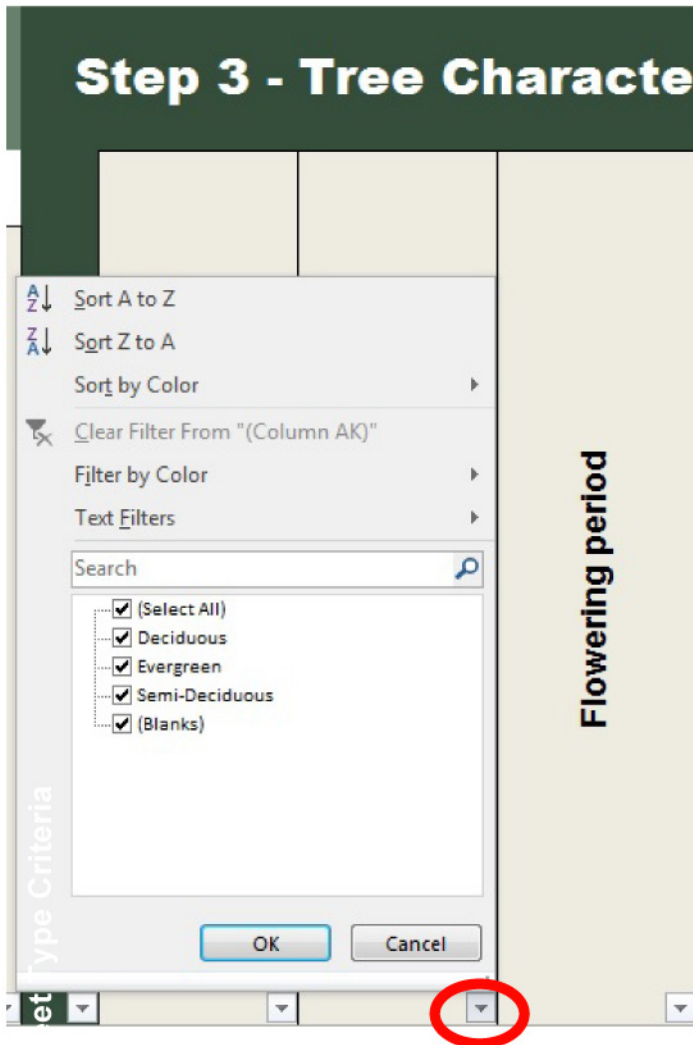 Step 3 - Tree Characte
Sort A to Z
Sort Z to A
Sort by Color
Clear Filter From "(Column AK)"
Filter by Color
Text Filters
Search
(Select All)
Deciduous
Evergreen
Semi-Deciduous
(Blanks)
OK
Cancel
eet Type Criteria
Flowering period